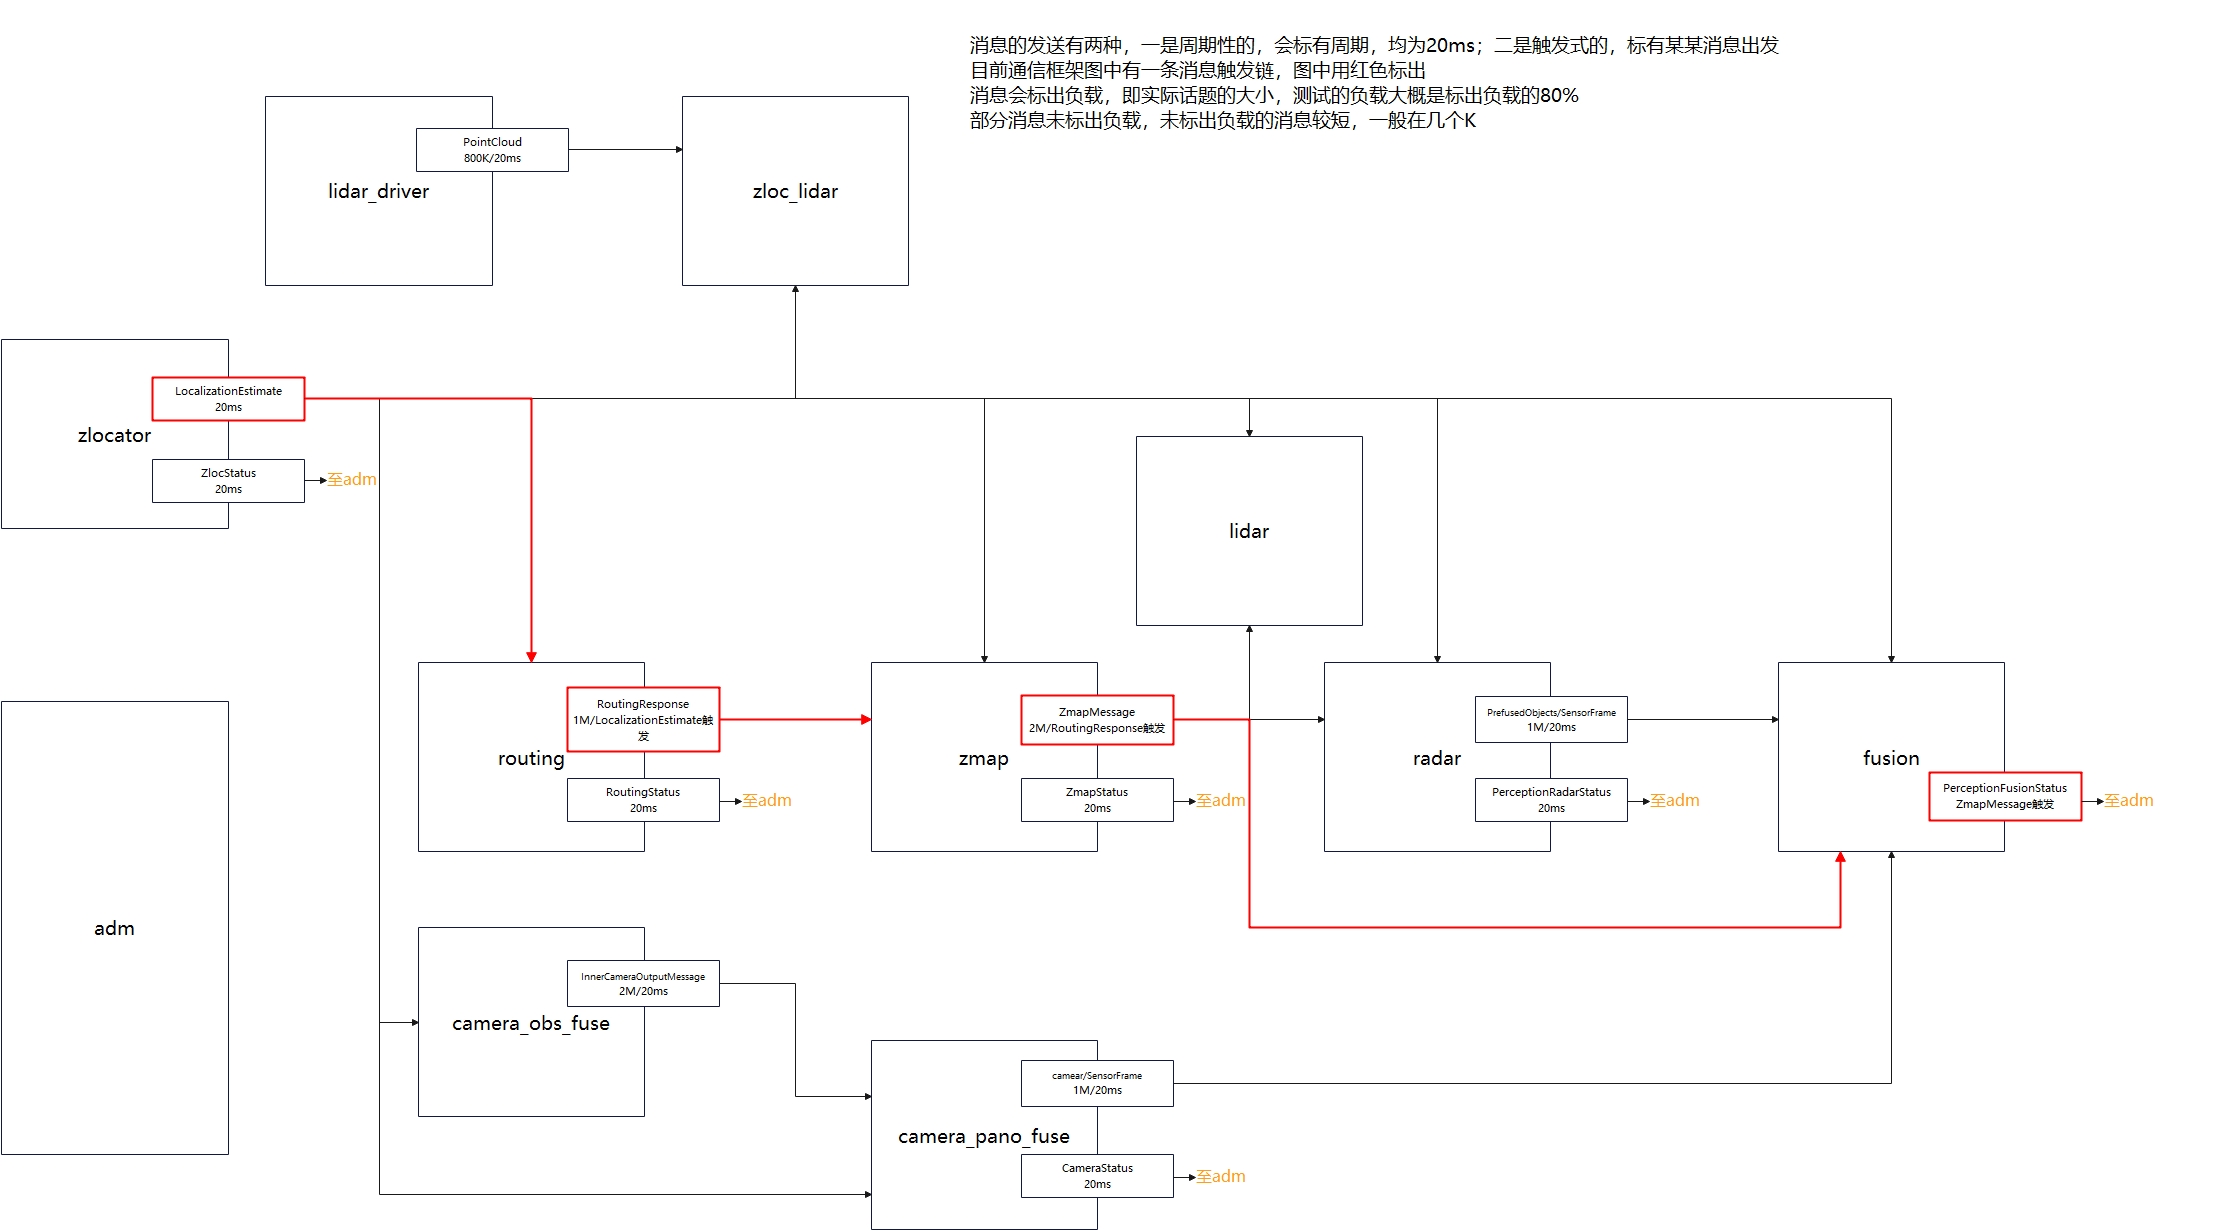 消息的发送有两种，一是周期性的，会标有周期，均为20ms；二是触发式的，标有某某消息出发
目前通信框架图中有一条消息触发链，图中用红色标出
消息会标出负载，即实际话题的大小，测试的负载大概是标出负载的80%
部分消息未标出负载，未标出负载的消息较短，一般在几个K
PointCloud
800K/20ms
lidar_driver
zloc_lidar
LocalizationEstimate
20ms
zlocator
ZlocStatus
20ms
至adm
lidar
RoutingResponse
1M/LocalizationEstimate触
发
routing
RoutingStatus
20ms
至adm
ZmapMessage
2M/RoutingResponse触发
zmap
ZmapStatus
20ms
至adm
PrefusedObjects/SensorFrame
1M/20ms
radar
PerceptionRadarStatus
20ms
至adm
fusion
PerceptionFusionStatus
ZmapMessage触发
至adm
adm
InnerCameraOutputMessage
2M/20ms
camera_obs_fuse
camear/SensorFrame
1M/20ms
camera_pano_fuse
CameraStatus
20ms
至adm